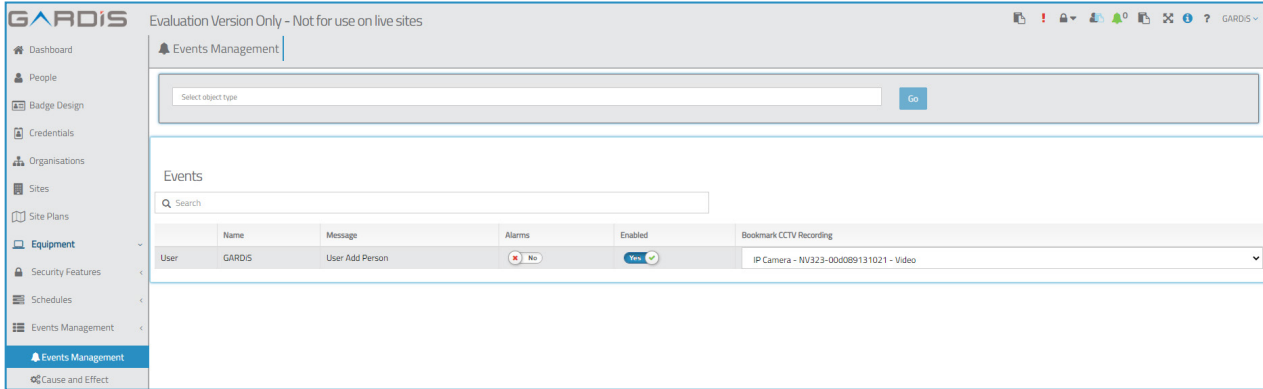 GARDiS
Evaluation Version Only - Not for use on live sites
0
GARDiS
Dashboard
People
Badge Design
Credentials
Organisations
Sites
Site Plans
Equipment
Security Features
Schedules
Events Management
Events Management
Cause and Effect
Events Management
Select object type
Go
Events
Search
Name Message Alarms Enabled Bookmark CCTV Recording
User GARDiS User Add Person No Yes IP Camera - NV323-00d089131021 - Video